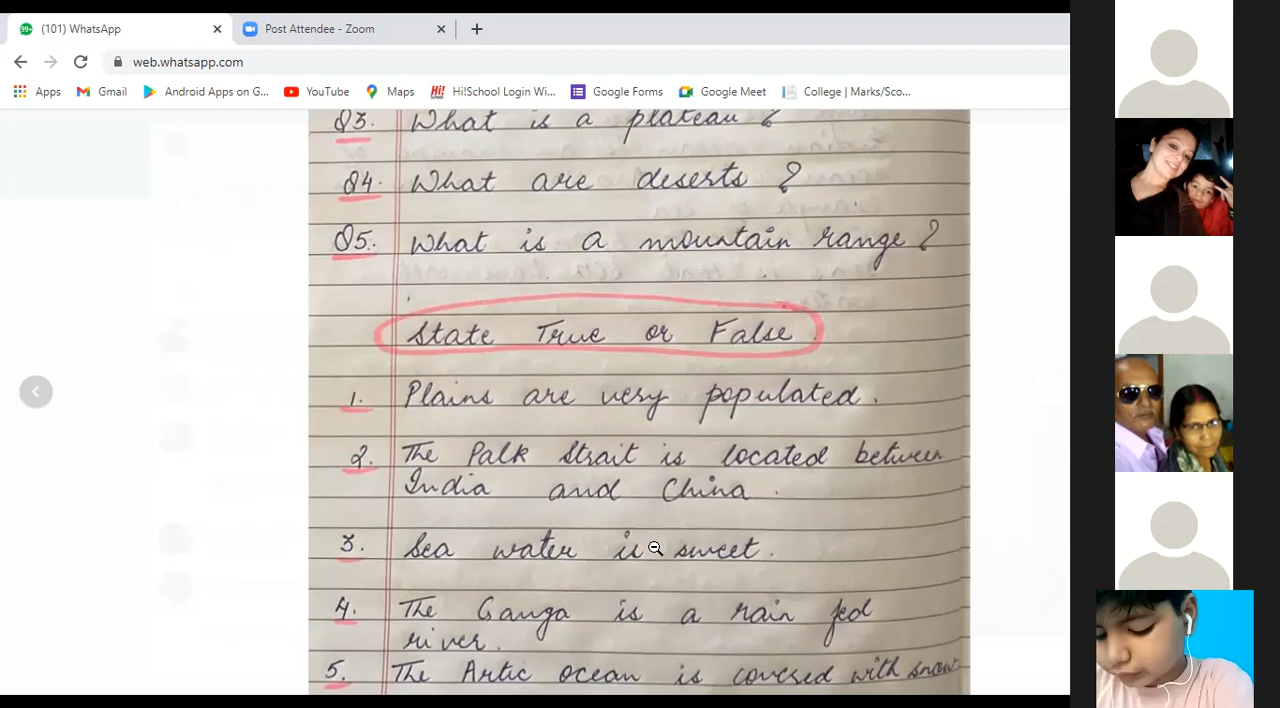 99+
(101) WhatsApp
Post Attendee - Zoom
web.whatsapp.com
Apps Gmail Android Apps on G... YouTube Maps Hi!School Login Wi... Google Forms Google Meet College | Marks/Sco...
Q3. What is a plateau ?
Q4. What are deserts ?
Q5. What is a mountain range ?
State True or False.
1. Plains are very populated.
2. The Palk Strait is located between
India and China.
3. Sea water is sweet.
4. The Ganga is a rain fed
river.
5. The Artic ocean is covered with snow